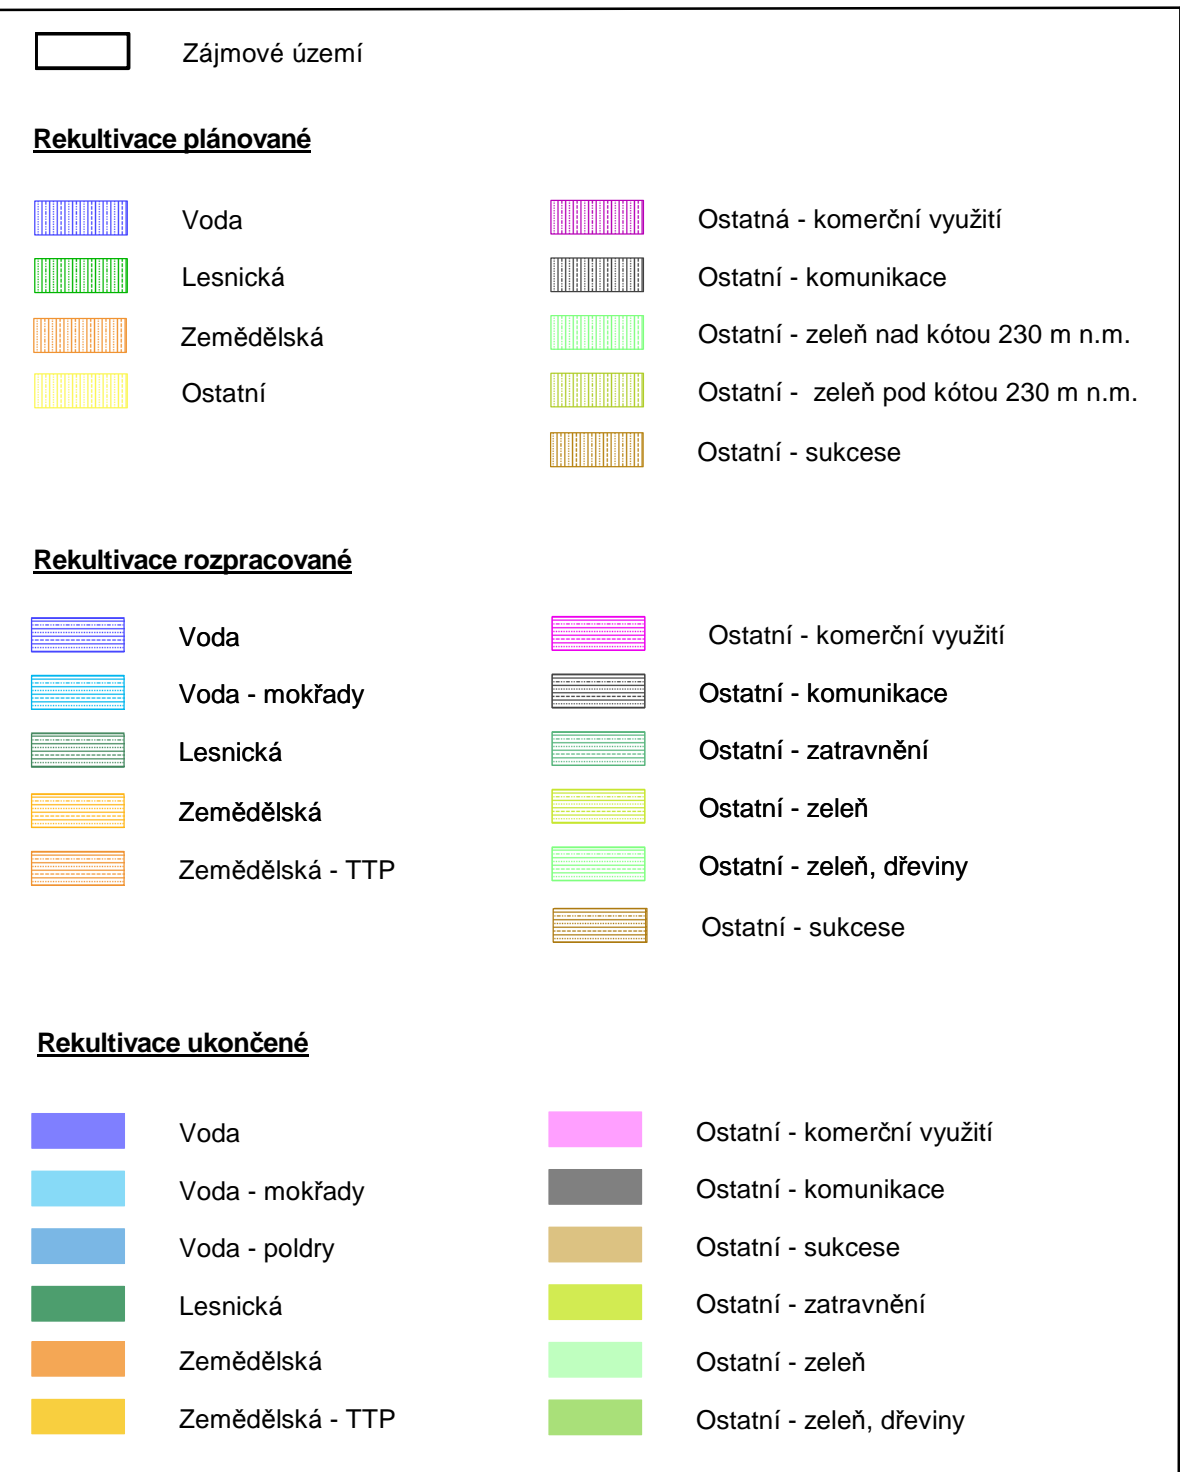 Zájmové území
Rekultivace plánované
Voda
Lesnická
Zemědělská
Ostatní
Ostatná - komerční využití
Ostatní - komunikace
Ostatní - zeleň nad kótou 230 m n.m.
Ostatní - zeleň pod kótou 230 m n.m.
Ostatní - sukcese
Rekultivace rozpracované
Voda
Voda - mokřady
Lesnická
Zemědělská
Zemědělská - TTP
Ostatní - komerční využití
Ostatní - komunikace
Ostatní - zatravnění
Ostatní - zeleň
Ostatní - zeleň, dřeviny
Ostatní - sukcese
Rekultivace ukončené
Voda
Voda - mokřady
Voda - poldry
Lesnická
Zemědělská
Zemědělská - TTP
Ostatní - komerční využití
Ostatní - komunikace
Ostatní - sukcese
Ostatní - zatravnění
Ostatní - zeleň
Ostatní - zeleň, dřeviny